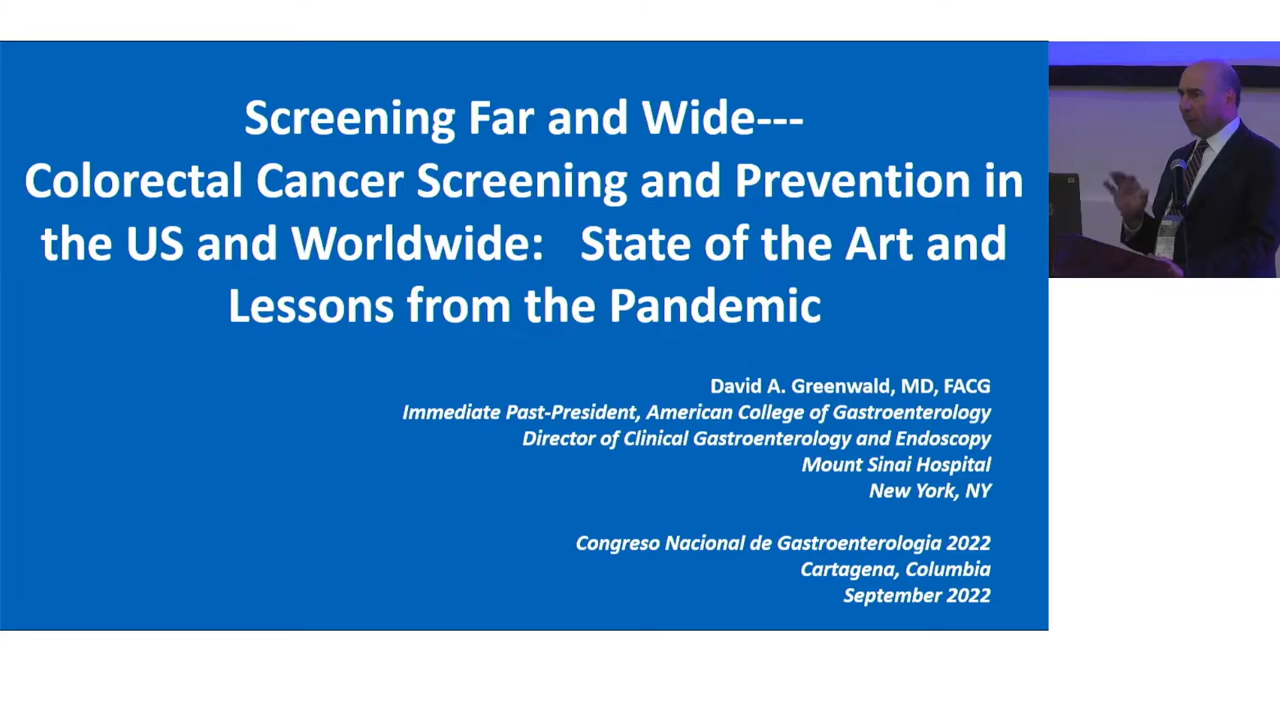 Screening Far and Wide---
Colorectal Cancer Screening and Prevention in
the US and Worldwide:   State of the Art and
Lessons from the Pandemic
David A. Greenwald, MD, FACG
Immediate Past-President, American College of Gastroenterology
Director of Clinical Gastroenterology and Endoscopy
Mount Sinai Hospital
New York, NY
Congreso Nacional de Gastroenterologia 2022
Cartagena, Columbia
September 2022